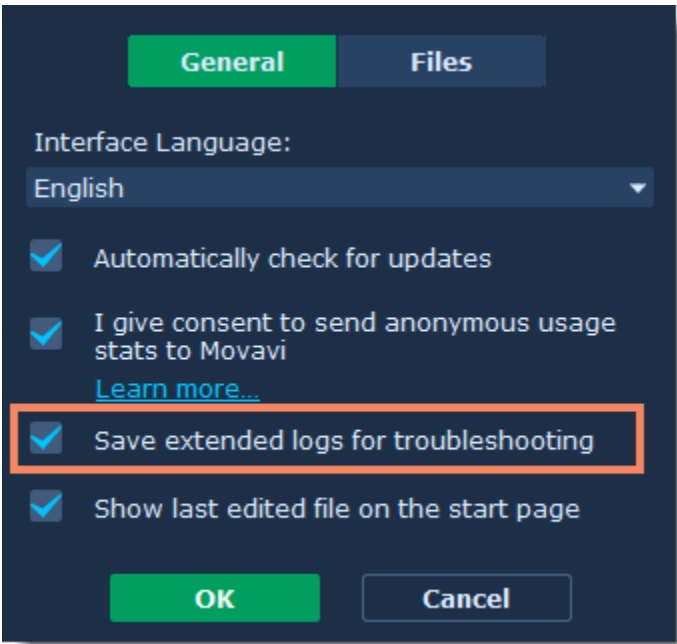 General Files
Interface Language:
English
Automatically check for updates
I give consent to send anonymous usage
stats to Movavi
Learn more...
Save extended logs for troubleshooting
Show last edited file on the start page
OK Cancel